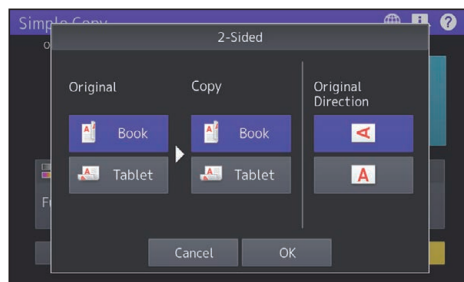 Simple Copy
2-Sided
Original
Copy
Original
Direction
Book
Book
A
Tablet
Tablet
A
Cancel
OK